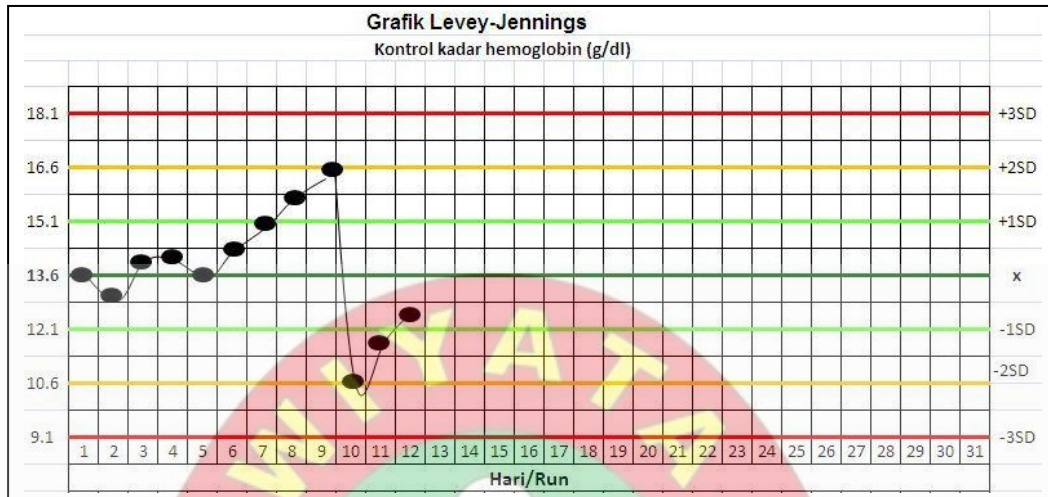 Grafik Levey-Jennings
Kontrol kadar hemoglobin (g/dl)
18.1 +3SD
16.6 +2SD
15.1 +1SD
13.6 x
12.1 -1SD
10.6 -2SD
9.1 -3SD
1 2 3 4 5 6 7 8 9 10 11 12 13 14 15 16 17 18 19 20 21 22 23 24 25 26 27 28 29 30 31
Hari/Run
WIYATA